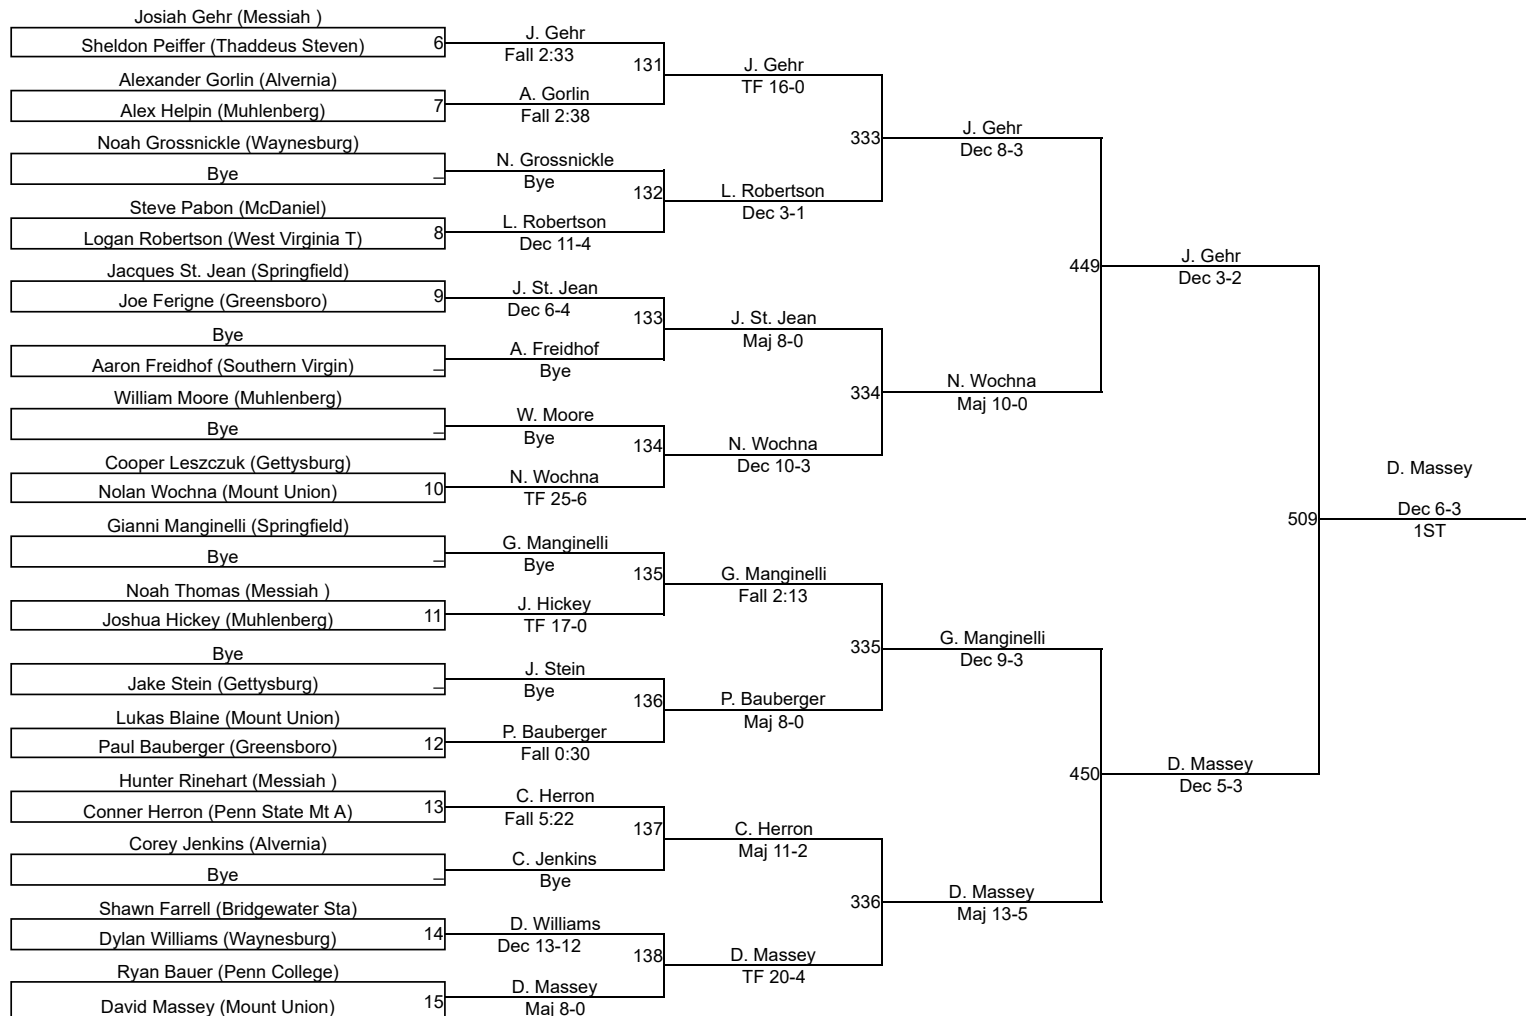 Josiah Gehr (Messiah )
Sheldon Peiffer (Thaddeus Steven) 6
J. Gehr
Fall 2:33
131
Alexander Gorlin (Alvernia)
Alex Helpin (Muhlenberg) 7
A. Gorlin
Fall 2:38
J. Gehr
TF 16-0
Noah Grossnickle (Waynesburg)
Bye _
N. Grossnickle
Bye
132
Steve Pabon (McDaniel)
Logan Robertson (West Virginia T) 8
L. Robertson
Dec 11-4
L. Robertson
Dec 3-1
333
J. Gehr
Dec 8-3
Jacques St. Jean (Springfield)
Joe Ferigne (Greensboro) 9
J. St. Jean
Dec 6-4
133
Bye
Aaron Freidhof (Southern Virgin) _
A. Freidhof
Bye
J. St. Jean
Maj 8-0
William Moore (Muhlenberg)
Bye _
W. Moore
Bye
134
Cooper Leszczuk (Gettysburg)
Nolan Wochna (Mount Union) 10
N. Wochna
TF 25-6
N. Wochna
Dec 10-3
334
N. Wochna
Maj 10-0
449
J. Gehr
Dec 3-2
Gianni Manginelli (Springfield)
Bye _
G. Manginelli
Bye
135
Noah Thomas (Messiah )
Joshua Hickey (Muhlenberg) 11
J. Hickey
TF 17-0
G. Manginelli
Fall 2:13
Bye
Jake Stein (Gettysburg) _
J. Stein
Bye
136
Lukas Blaine (Mount Union)
Paul Bauberger (Greensboro) 12
P. Bauberger
Fall 0:30
P. Bauberger
Maj 8-0
335
G. Manginelli
Dec 9-3
Hunter Rinehart (Messiah )
Conner Herron (Penn State Mt A) 13
C. Herron
Fall 5:22
137
Corey Jenkins (Alvernia)
Bye _
C. Jenkins
Bye
C. Herron
Maj 11-2
Shawn Farrell (Bridgewater Sta)
Dylan Williams (Waynesburg) 14
D. Williams
Dec 13-12
138
Ryan Bauer (Penn College)
David Massey (Mount Union) 15
D. Massey
Maj 8-0
D. Massey
TF 20-4
336
D. Massey
Maj 13-5
450
D. Massey
Dec 5-3
509
D. Massey
Dec 6-3
1ST